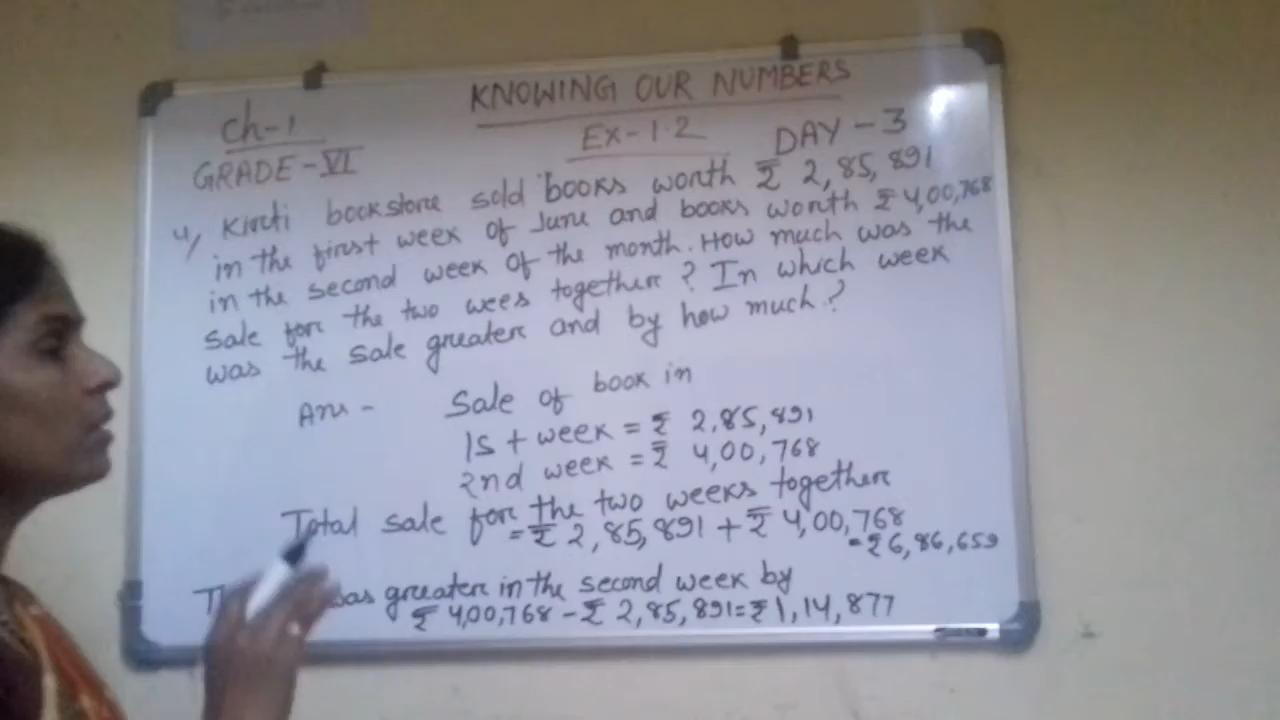 KNOWING OUR NUMBERS
Ch-1
Ex-1.2
DAY-3
GRADE-VI
4) Kirti bookstore sold books worth ₹ 2,85,891
in the first week of June and books worth ₹ 4,00,768
in the second week of the month. How much was the
sale for the two wees together? In which week
was the sale greater and by how much?
Ans- Sale of book in
1st week = ₹ 2,85,891
2nd week = ₹ 4,00,768
Total sale for the two weeks together
= ₹ 2,85,891 + ₹ 4,00,768
= ₹6,86,659
greater in the second week by
₹ 4,00,768 - ₹ 2,85,891=₹1,14,877